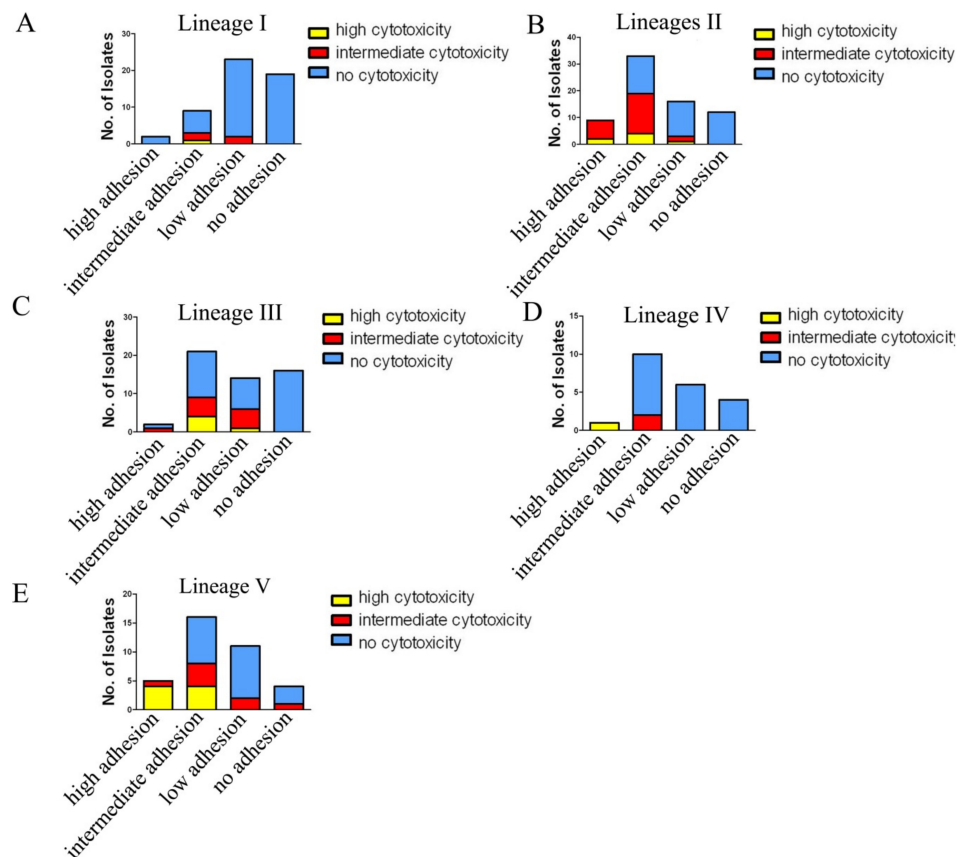 A
Lineage I
high cytotoxicity
intermediate cytotoxicity
no cytotoxicity
No. of Isolates
30
20
10
0
high adhesion
intermediate adhesion
low adhesion
no adhesion
B
Lineages II
high cytotoxicity
intermediate cytotoxicity
no cytotoxicity
No. of Isolates
40
30
20
10
0
high adhesion
intermediate adhesion
low adhesion
no adhesion
C
Lineage III
high cytotoxicity
intermediate cytotoxicity
no cytotoxicity
No. of Isolates
30
20
10
0
high adhesion
intermediate adhesion
low adhesion
no adhesion
D
Lineage IV
high cytotoxicity
intermediate cytotoxicity
no cytotoxicity
No. of Isolates
15
10
5
0
high adhesion
intermediate adhesion
low adhesion
no adhesion
E
Lineage V
high cytotoxicity
intermediate cytotoxicity
no cytotoxicity
No. of Isolates
20
15
10
5
0
high adhesion
intermediate adhesion
low adhesion
no adhesion